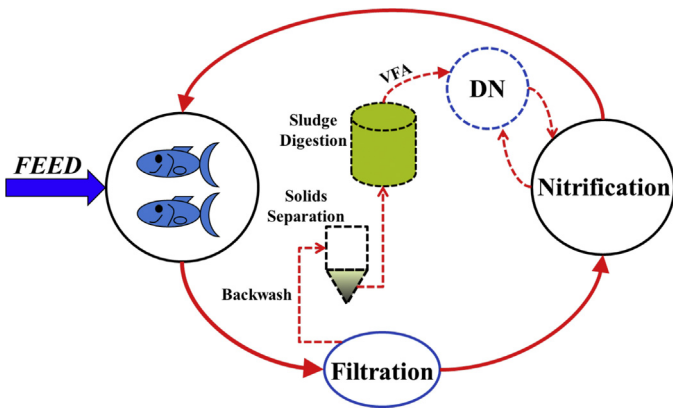 VFA
DN
Sludge
Digestion
FEED
Solids
Separation
Nitrification
Backwash
Filtration